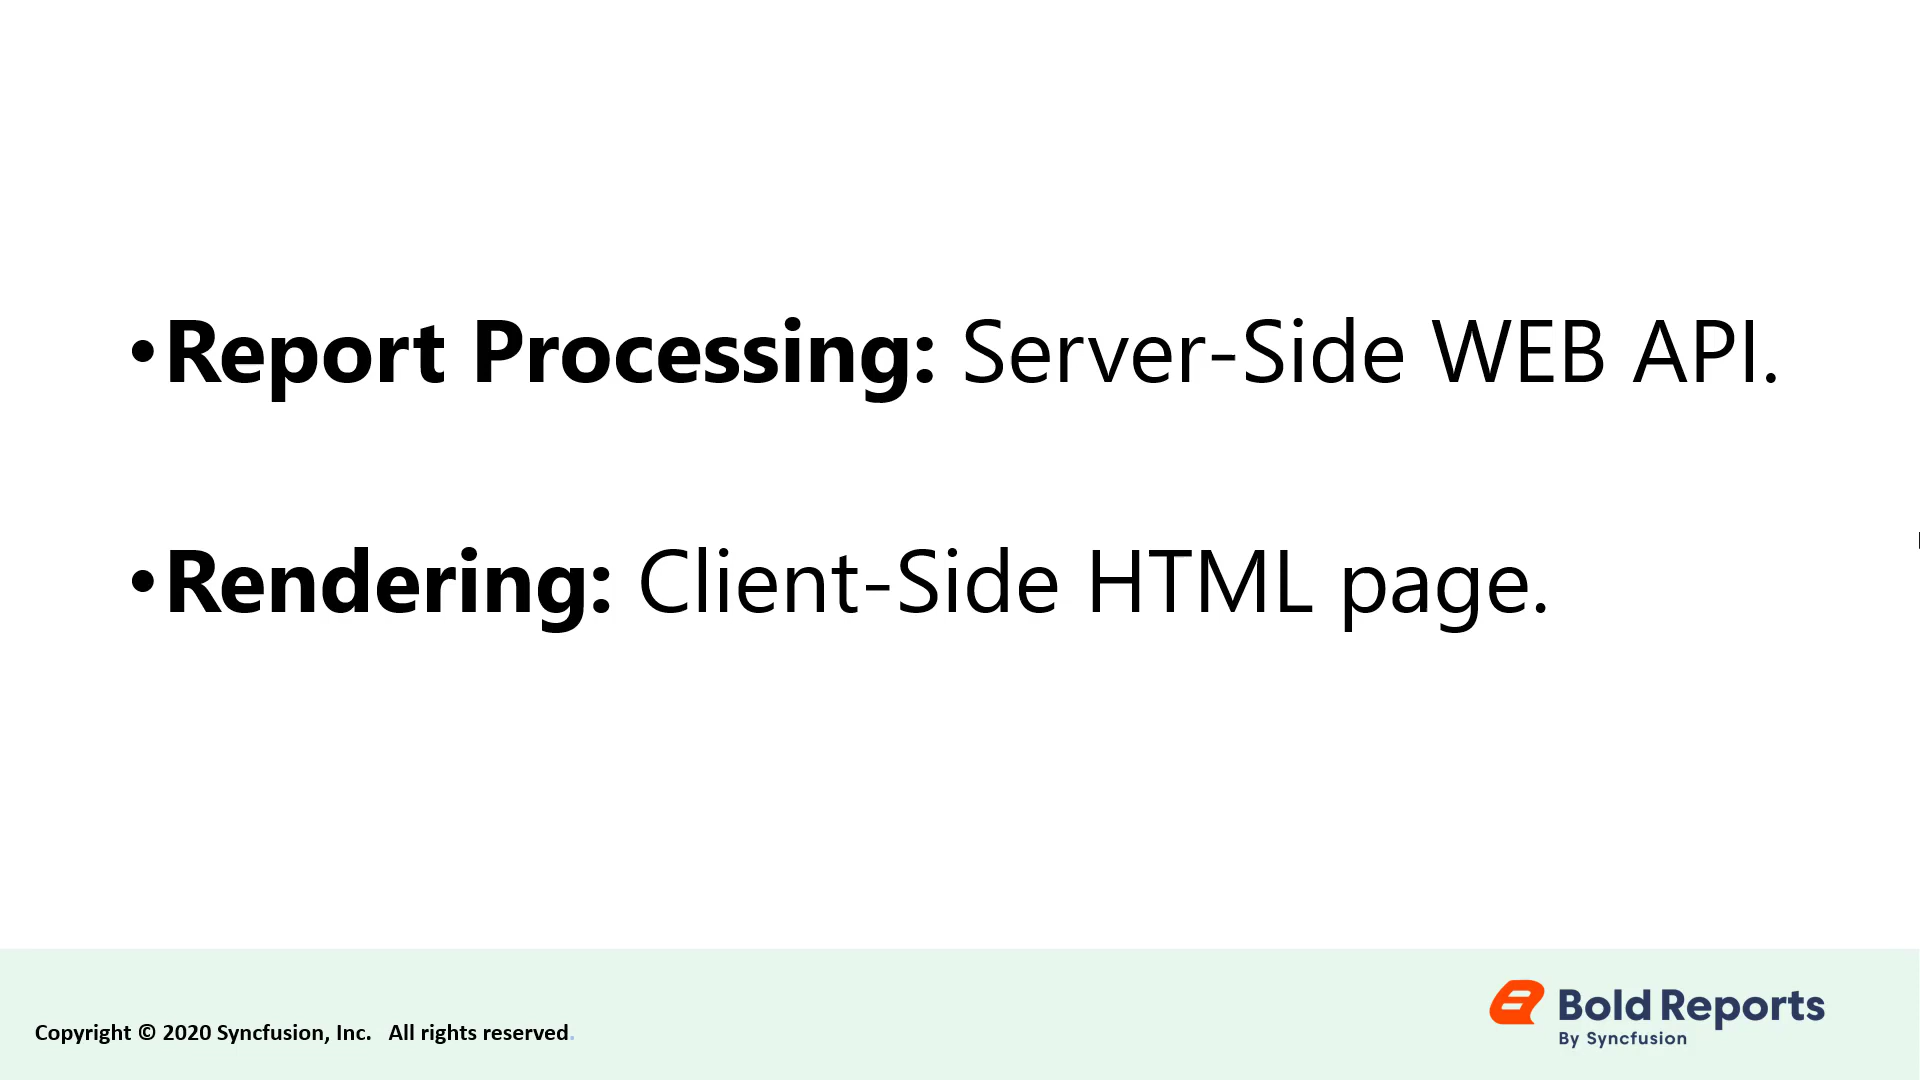 •Report Processing: Server-Side WEB API.
•Rendering: Client-Side HTML page.
Copyright © 2020 Syncfusion, Inc. All rights reserved.
Bold Reports
By Syncfusion